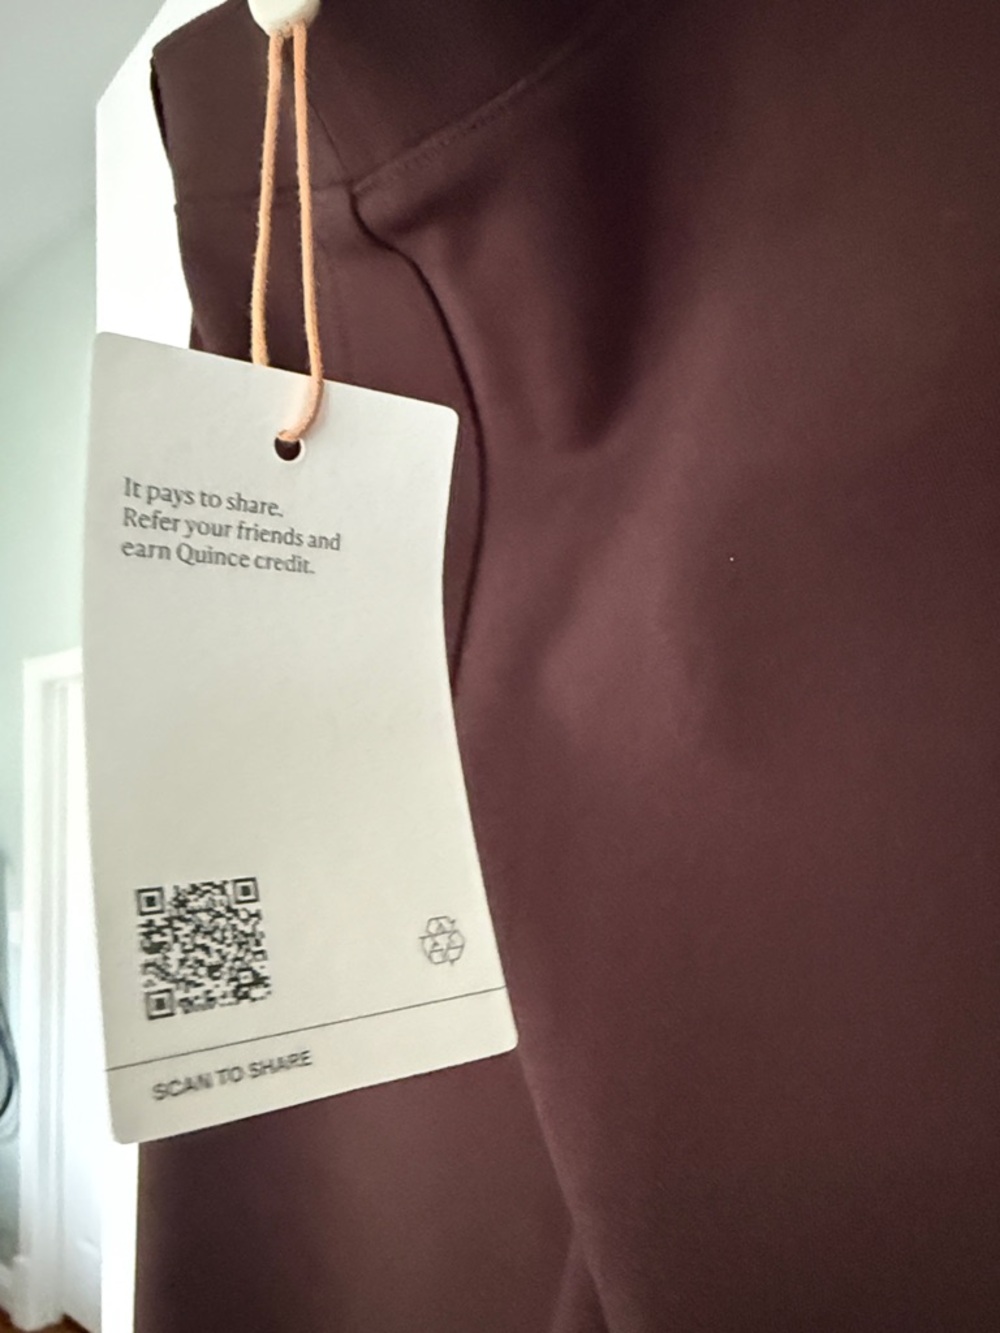 It pays to share.
Refer your friends and
earn Quince credit.
SCAN TO SHARE